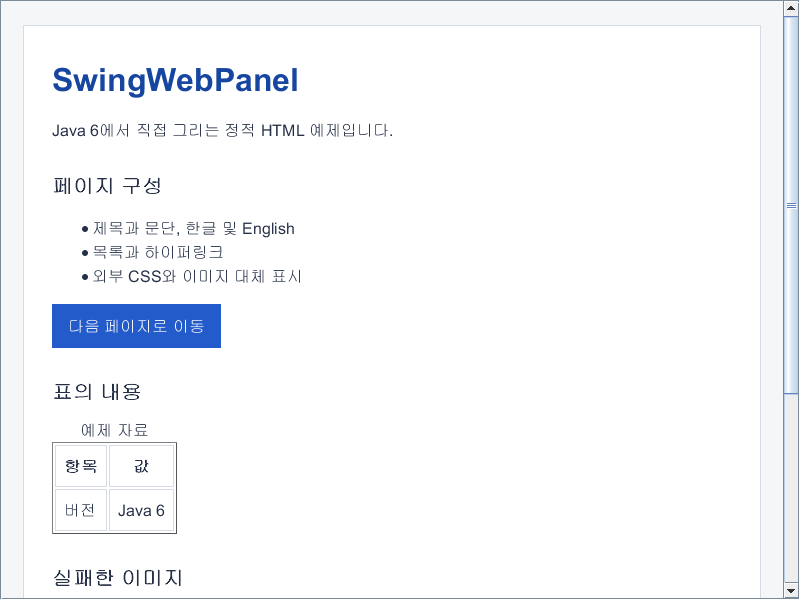 SwingWebPanel
Java 6에서 직접 그리는 정적 HTML 예제입니다.
페이지 구성
• 제목과 문단, 한글 및 English
• 목록과 하이퍼링크
• 외부 CSS와 이미지 대체 표시
다음 페이지로 이동
표의 내용
예제 자료
항목 값
버전 Java 6
실패한 이미지